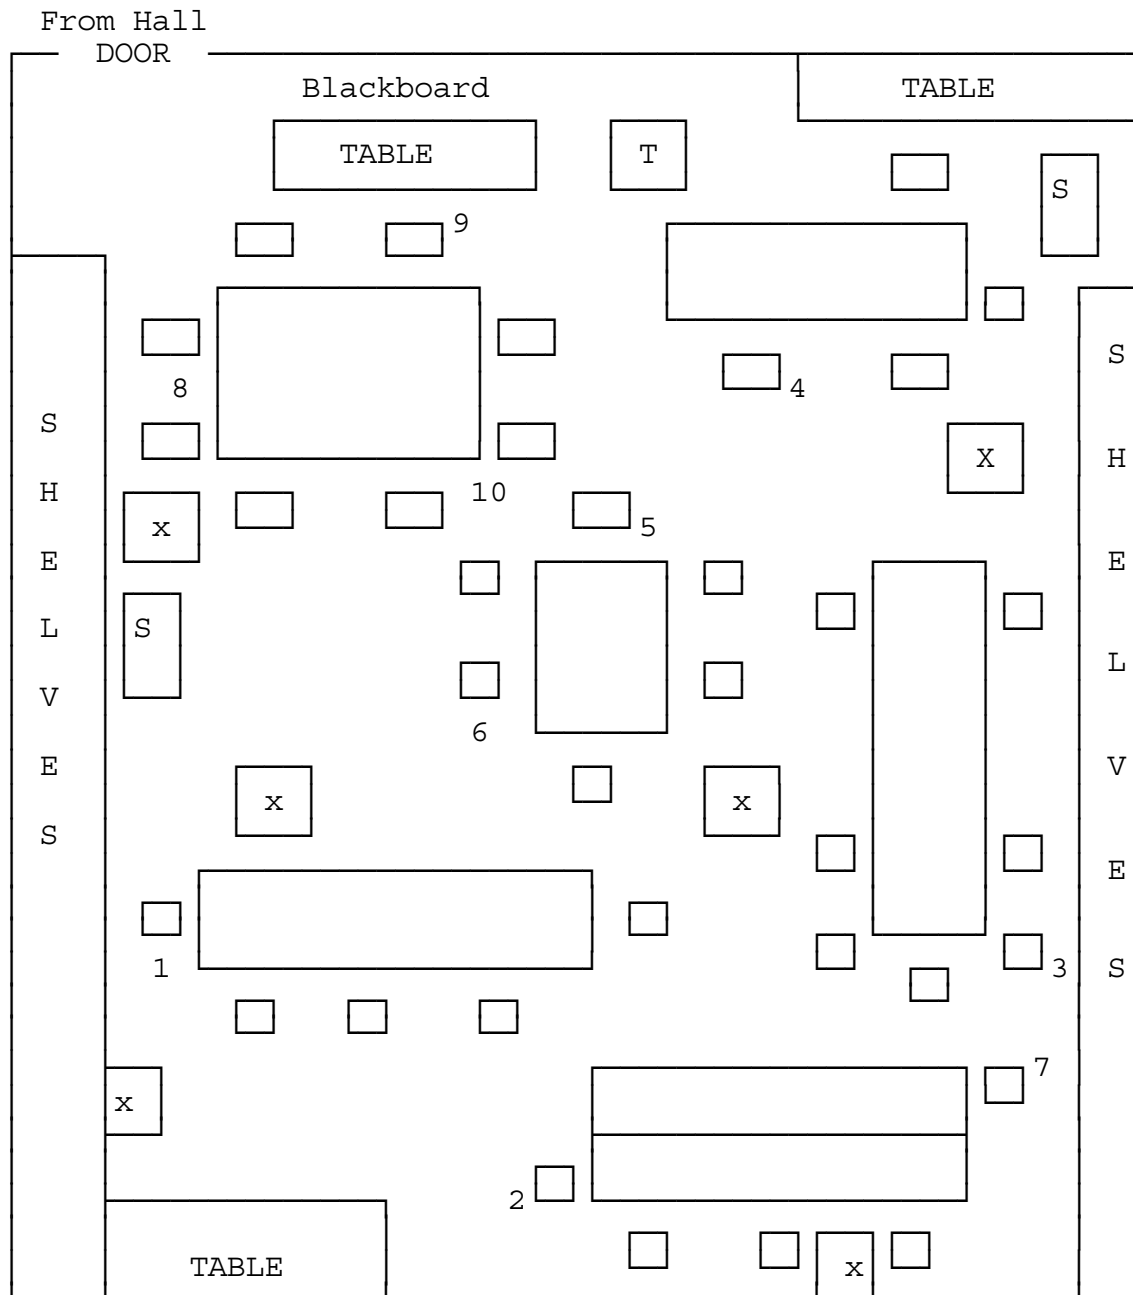 From Hall
DOOR
Blackboard
TABLE
TABLE
T
S
9
8
4
S
H
E
L
V
E
S
S
H
E
L
V
E
S
X
10
x
5
S
6
x
x
1
3
7
x
2
TABLE
x